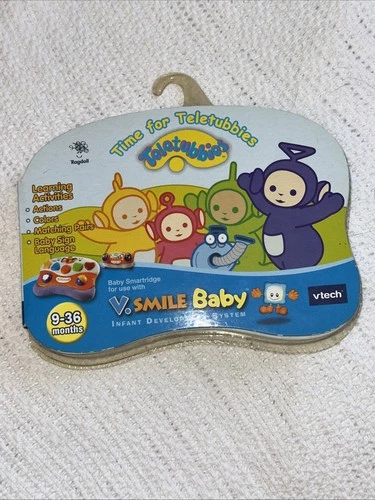 Ragdoll
Time for Teletubbies
Teletubbies
Learning
Activities
• Actions
• Colors
• Matching Pairs
• Baby Sign
Language
Baby Smartridge
for use with
V.SMILE Baby
INFANT DEVELOPMENT SYSTEM
vtech
9-36
months